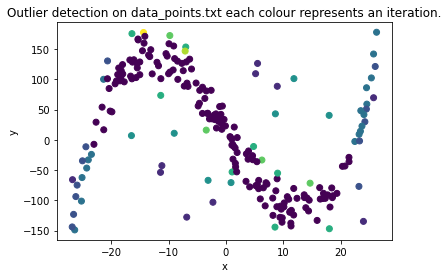 Outlier detection on data_points.txt each colour represents an iteration.
150
100
50
0
−50
−100
−150
y
−20 −10 0 10 20
x